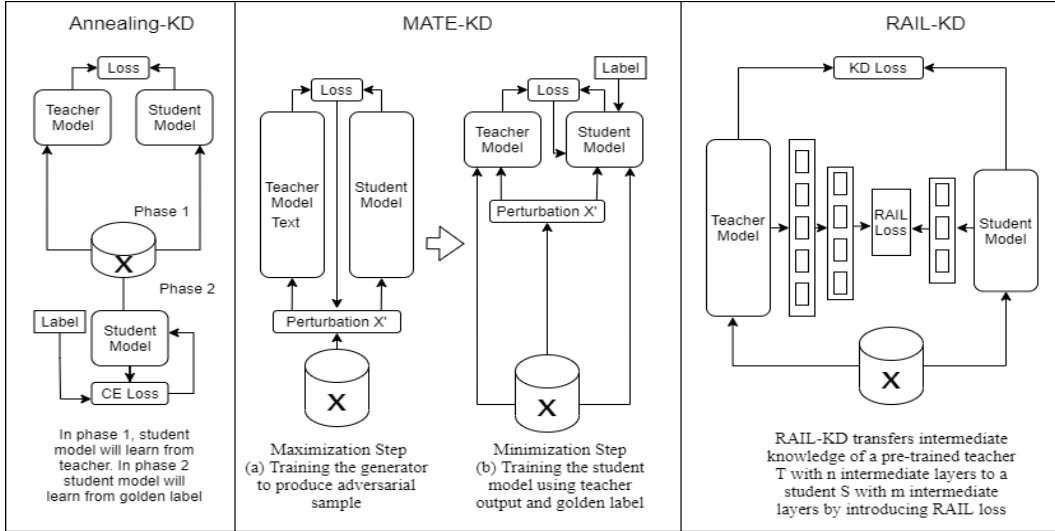 Annealing-KD
Loss
Teacher
Model
Student
Model
Phase 1
X
Phase 2
Label
Student
Model
CE Loss
In phase 1, student
model will learn from
teacher. In phase 2
student model will
learn from golden label
MATE-KD
Loss
Teacher
Model
Text
Student
Model
Perturbation X'
X
Maximization Step
(a) Training the generator
to produce adversarial
sample
Label
Loss
Teacher
Model
Student
Model
Perturbation X'
X
Minimization Step
(b) Training the student
model using teacher
output and golden label
RAIL-KD
KD Loss
Teacher
Model
RAIL
Loss
Student
Model
X
RAIL-KD transfers intermediate
knowledge of a pre-trained teacher
T with n intermediate layers to a
student S with m intermediate
layers by introducing RAIL loss